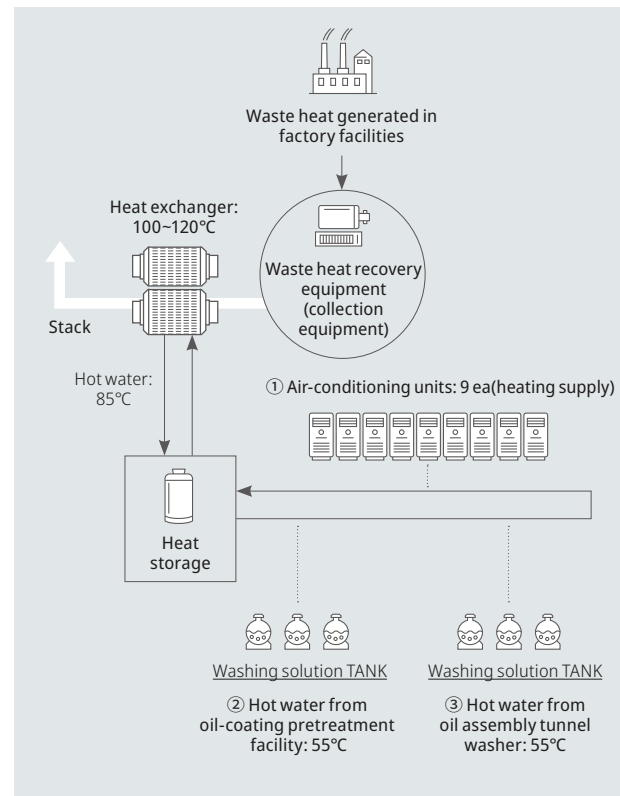 Waste heat generated in
factory facilities
Heat exchanger:
100~120℃
Waste heat recovery
equipment
(collection
equipment)
Stack
Hot water:
85℃
① Air-conditioning units: 9 ea(heating supply)
Heat
storage
Washing solution TANK
② Hot water from
oil-coating pretreatment
facility: 55℃
Washing solution TANK
③ Hot water from
oil assembly tunnel
washer: 55℃